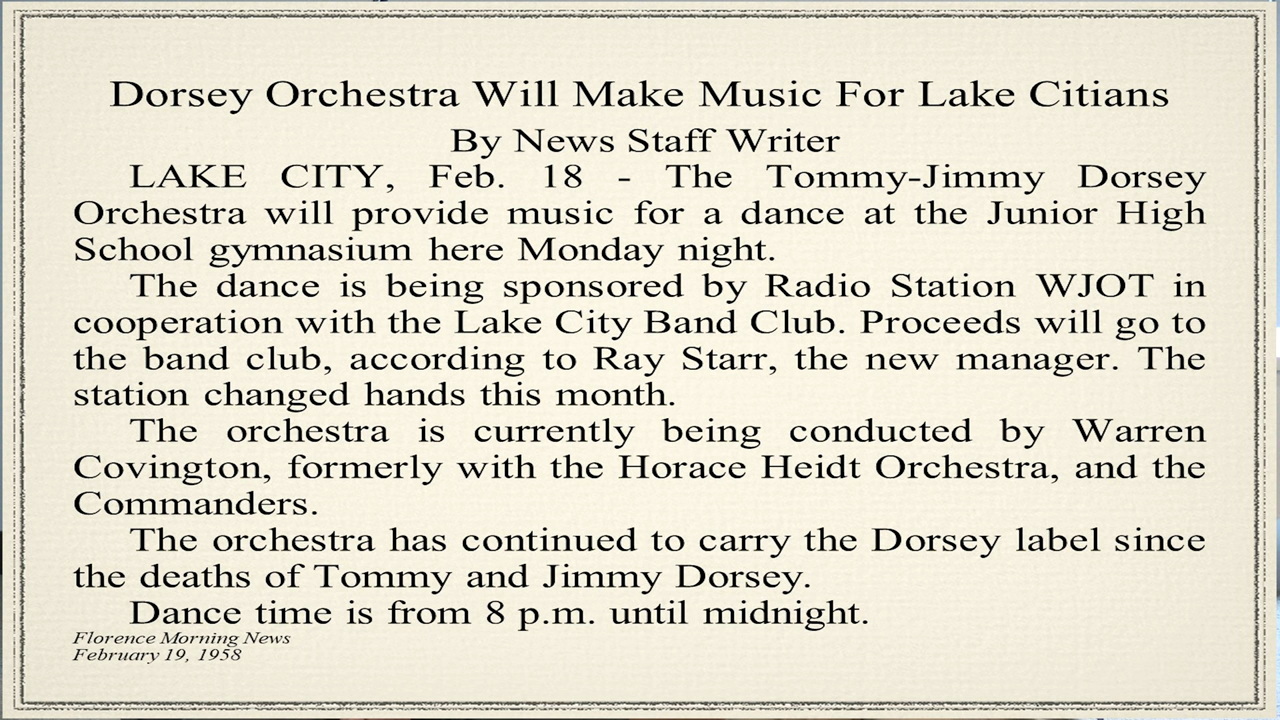 Dorsey Orchestra Will Make Music For Lake Citians
By News Staff Writer
LAKE CITY, Feb. 18 - The Tommy-Jimmy Dorsey
Orchestra will provide music for a dance at the Junior High
School gymnasium here Monday night.
The dance is being sponsored by Radio Station WJOT in
cooperation with the Lake City Band Club. Proceeds will go to
the band club, according to Ray Starr, the new manager. The
station changed hands this month.
The orchestra is currently being conducted by Warren
Covington, formerly with the Horace Heidt Orchestra, and the
Commanders.
The orchestra has continued to carry the Dorsey label since
the deaths of Tommy and Jimmy Dorsey.
Dance time is from 8 p.m. until midnight.
Florence Morning News
February 19, 1958